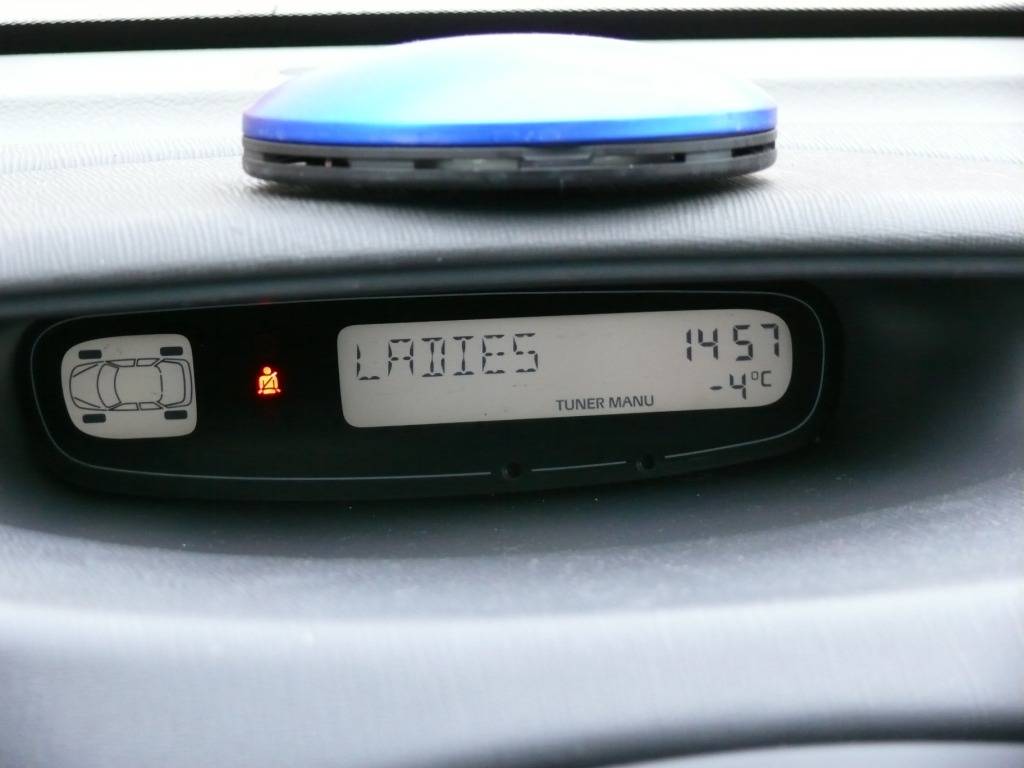 LADIES 14 57
TUNER MANU -4°C